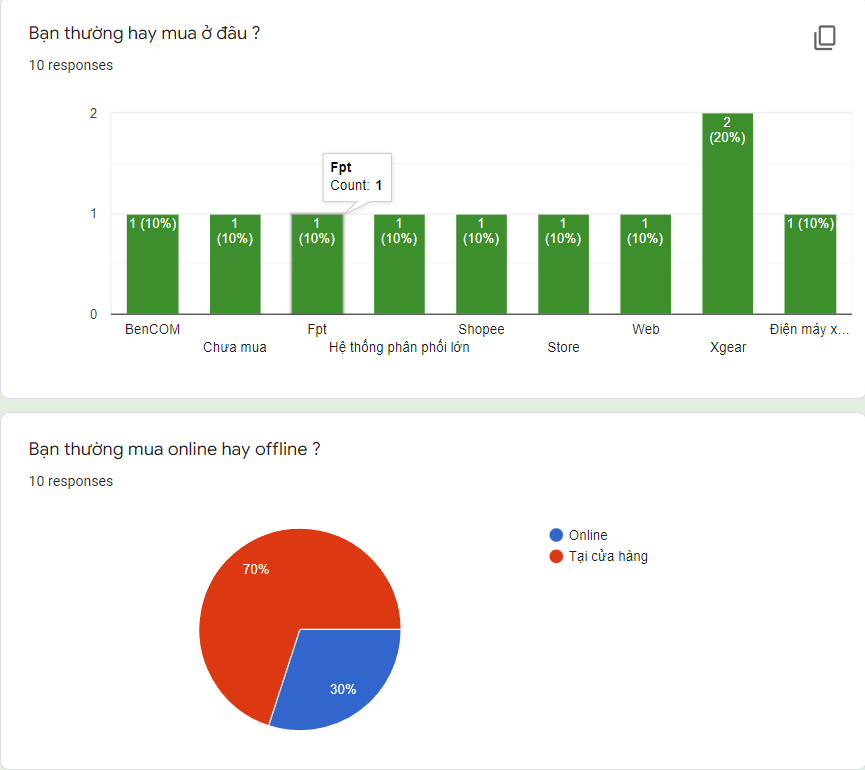 Bạn thường hay mua ở đâu ?
10 responses
2
1
0
Fpt
Count: 1
1 (10%)
1
(10%)
1
(10%)
1
(10%)
1
(10%)
1
(10%)
1
(10%)
2
(20%)
1 (10%)
BenCOM
Chưa mua
Fpt
Hệ thống phân phối lớn
Shopee
Store
Web
Xgear
Điện máy x...
Bạn thường mua online hay offline ?
10 responses
70%
30%
Online
Tại cửa hàng